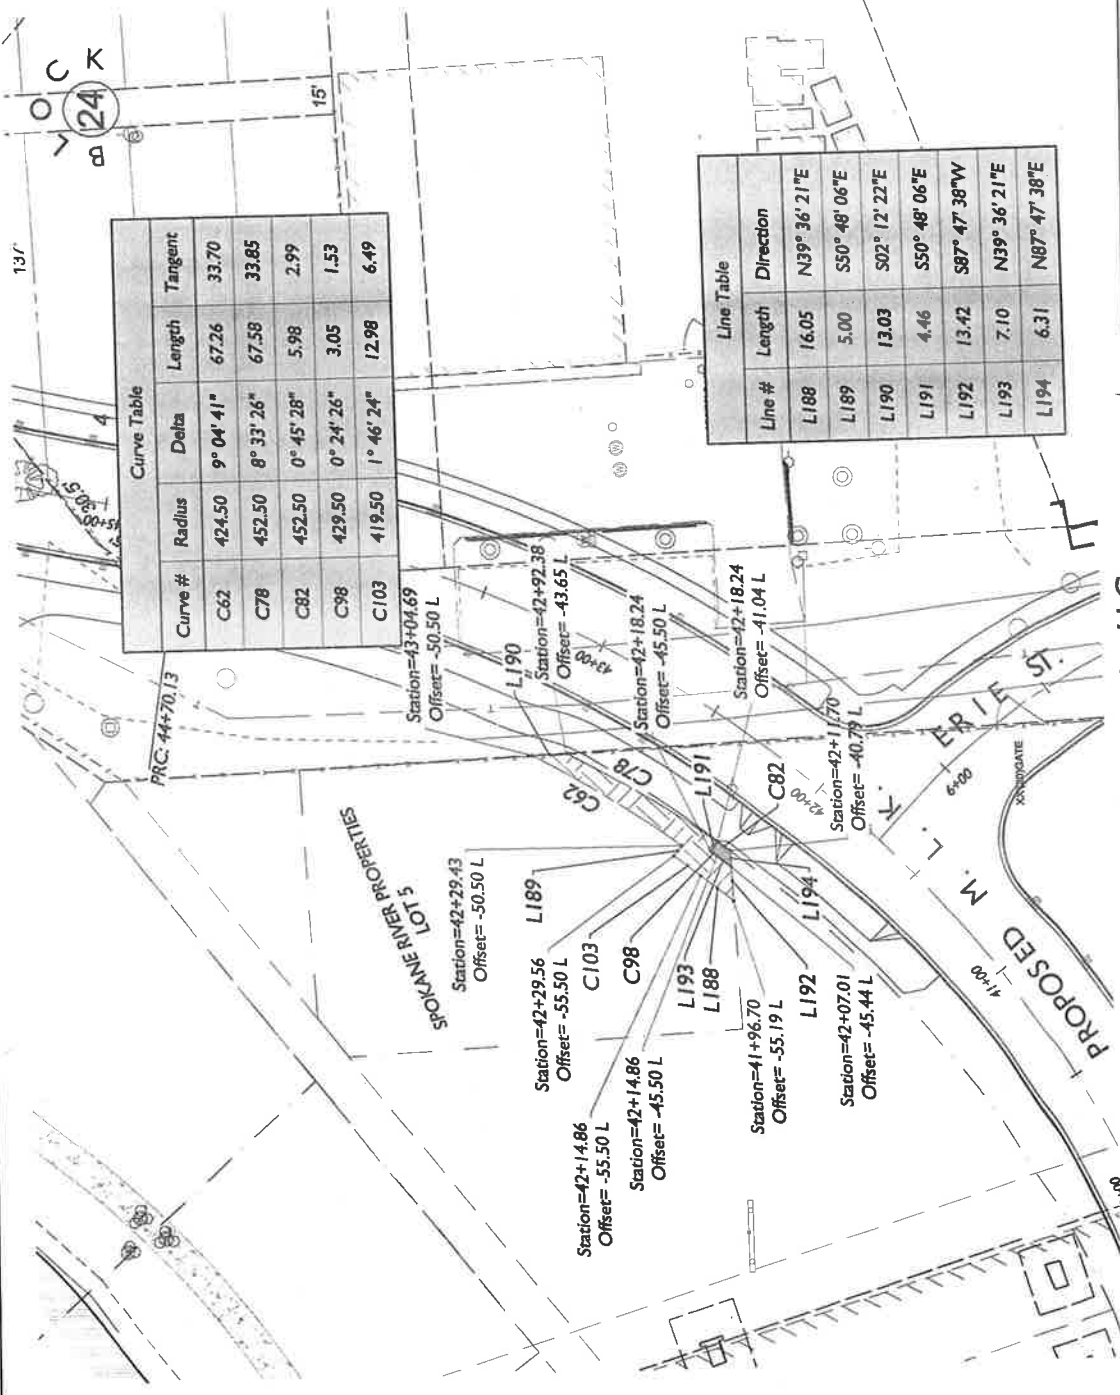 B L O C K
124
15'
137'
4
Curve Table
Curve # Radius Delta Length Tangent
C62 424.50 9° 04' 41" 67.26 33.70
C78 452.50 8° 33' 26" 67.58 33.85
C82 452.50 0° 45' 28" 5.98 2.99
C98 429.50 0° 24' 26" 3.05 1.53
C103 419.50 1° 46' 24" 12.98 6.49
Line Table
Line # Length Direction
L188 16.05 N39° 36' 21"E
L189 5.00 S50° 48' 06"E
L190 13.03 S02° 12' 22"E
L191 4.46 S50° 48' 06"E
L192 13.42 S87° 47' 38"W
L193 7.10 N39° 36' 21"E
L194 6.31 N87° 47' 38"E
30.5'
45+00
PRC: 44+70.13
Station=43+04.69
Offset= -50.50 L
L190
Station=42+92.38
Offset= -43.65 L
43+00
Station=42+18.24
Offset= -45.50 L
Station=42+18.24
Offset= -41.04 L
C62
C78
L191
C82
42+00
Station=42+11.70
Offset= -40.79 L
SPOKANE RIVER PROPERTIES
LOT 5
Station=42+29.43
Offset= -50.50 L
L189
Station=42+29.56
Offset= -55.50 L
C103
C98
L193
L188
Station=42+14.86
Offset= -55.50 L
Station=42+14.86
Offset= -45.50 L
Station=41+96.70
Offset= -55.19 L
L192
L194
Station=42+07.01
Offset= -45.44 L
ERIE ST.
6+00
41+00
PROPOSED M. L. K.